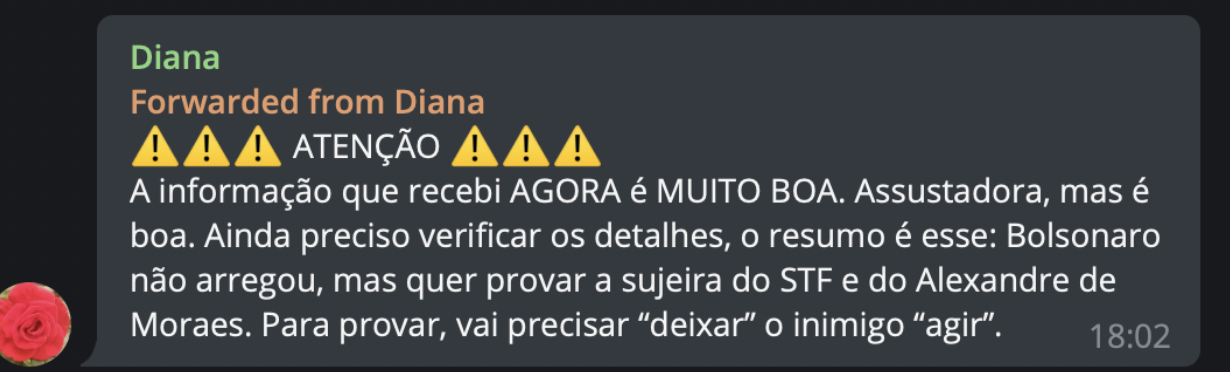 Diana
Forwarded from Diana
⚠️⚠️⚠️ ATENÇÃO ⚠️⚠️⚠️
A informação que recebi AGORA é MUITO BOA. Assustadora, mas é
boa. Ainda preciso verificar os detalhes, o resumo é esse: Bolsonaro
não arregou, mas quer provar a sujeira do STF e do Alexandre de
Moraes. Para provar, vai precisar “deixar” o inimigo “agir”.
18:02